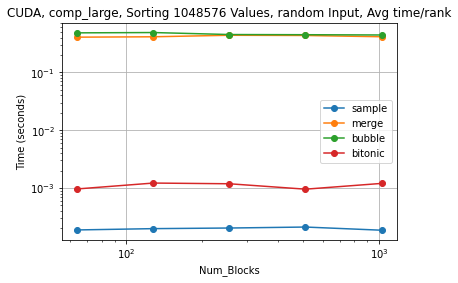 CUDA, comp_large, Sorting 1048576 Values, random Input, Avg time/rank
Time (seconds)
10⁻¹
10⁻²
10⁻³
sample
merge
bubble
bitonic
10²
10³
Num_Blocks